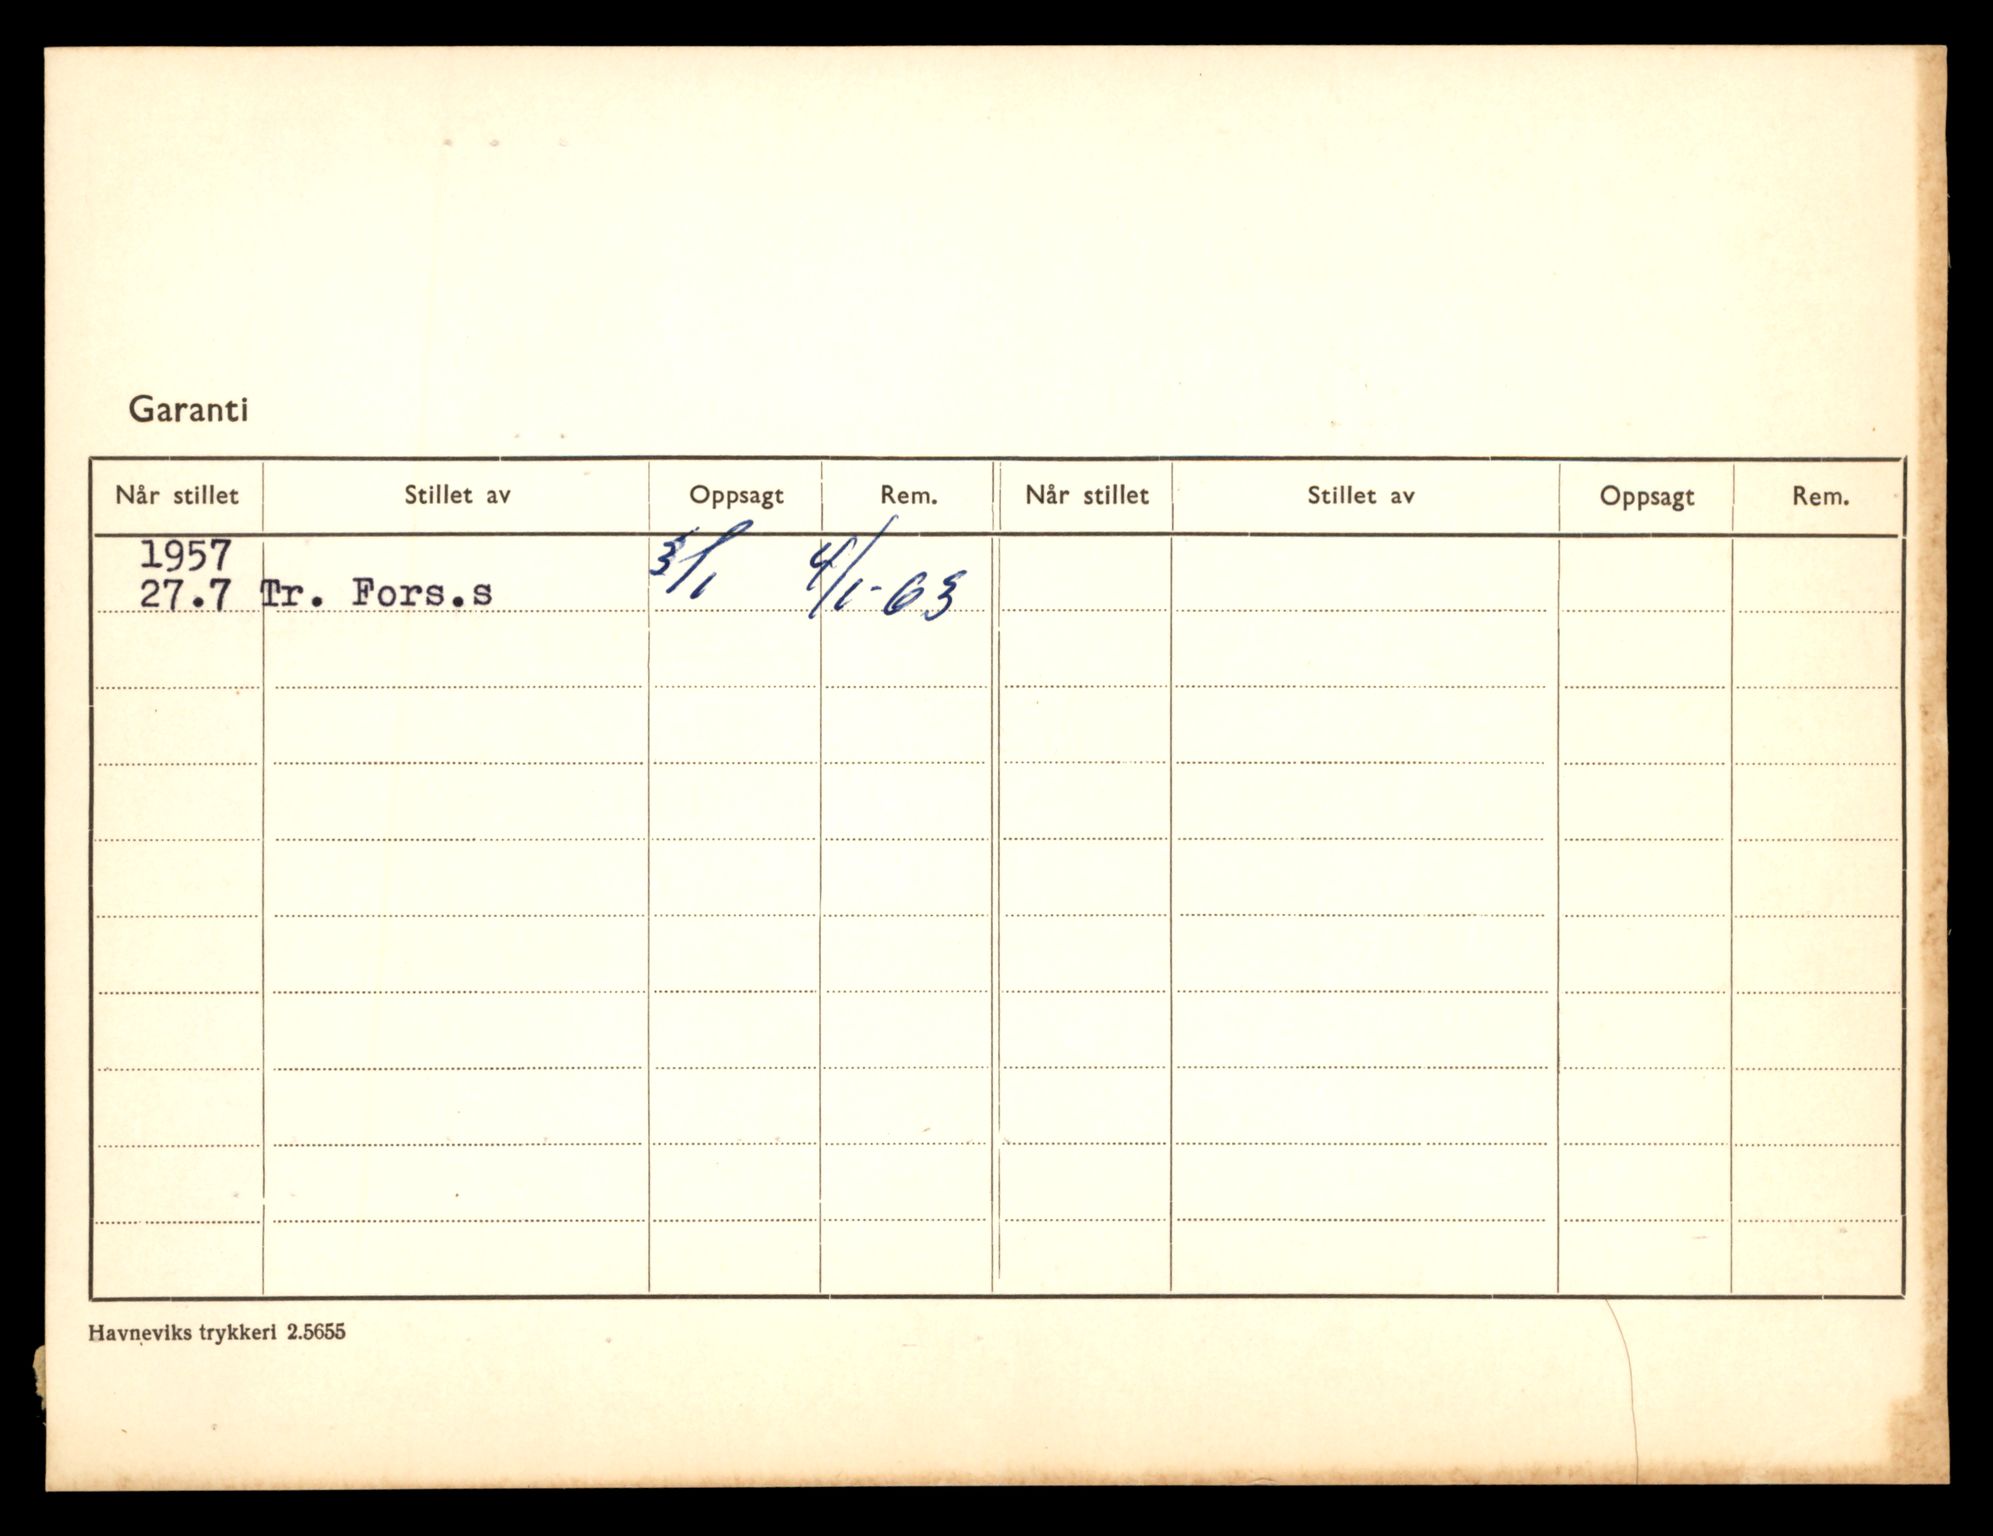 Garanti
Når stillet Stillet av Oppsagt Rem. Når stillet Stillet av Oppsagt Rem.
1957
27.7 Tr. Fors.s 3/1 4/1-63
Havneviks trykkeri 2.5655